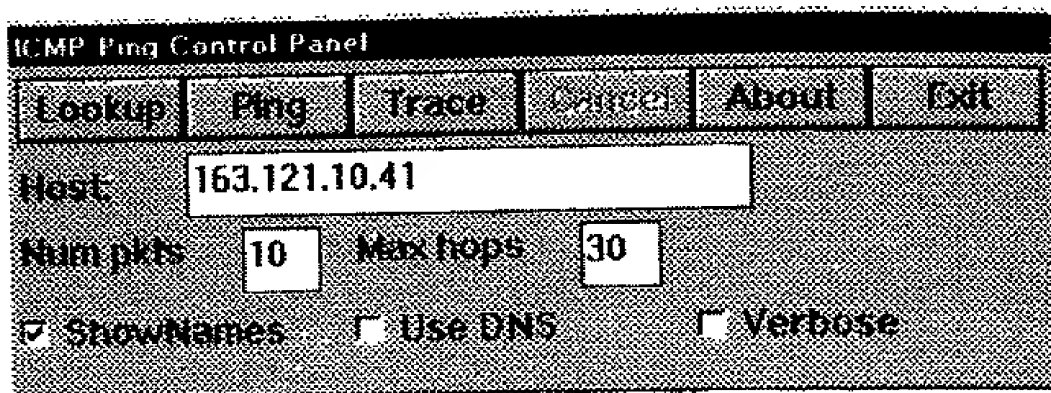 ICMP Ping Control Panel
Lookup Ping Trace Cancel About Exit
Host: 163.121.10.41
Num pkts 10 Max hops 30
ShowNames Use DNS Verbose